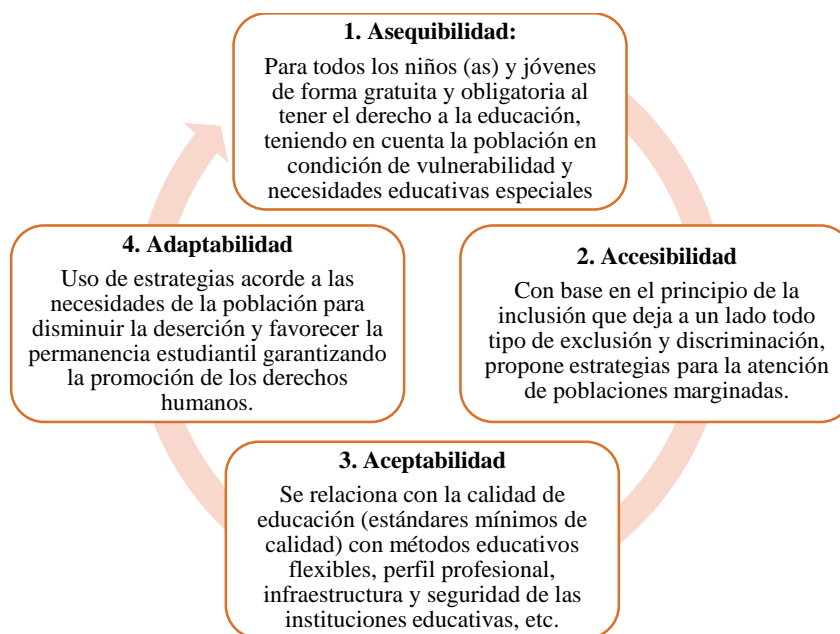 1. Asequibilidad:
Para todos los niños (as) y jóvenes
de forma gratuita y obligatoria al
tener el derecho a la educación,
teniendo en cuenta la población en
condición de vulnerabilidad y
necesidades educativas especiales
2. Accesibilidad
Con base en el principio de la
inclusión que deja a un lado todo
tipo de exclusión y discriminación,
propone estrategias para la atención
de poblaciones marginadas.
3. Aceptabilidad
Se relaciona con la calidad de
educación (estándares mínimos de
calidad) con métodos educativos
flexibles, perfil profesional,
infraestructura y seguridad de las
instituciones educativas, etc.
4. Adaptabilidad
Uso de estrategias acorde a las
necesidades de la población para
disminuir la deserción y favorecer la
permanencia estudiantil garantizando
la promoción de los derechos
humanos.